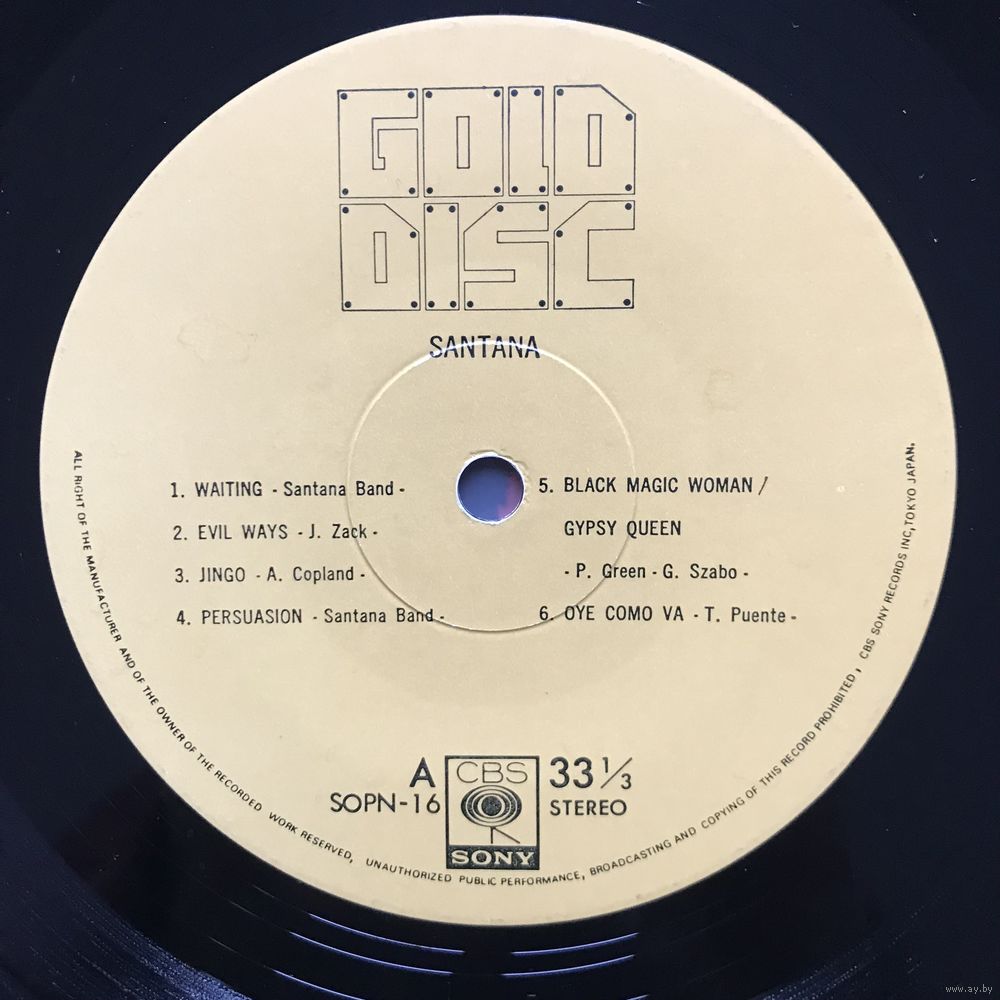 GOLD
DISC
SANTANA
1. WAITING - Santana Band -
2. EVIL WAYS - J. Zack -
3. JINGO - A. Copland -
4. PERSUASION - Santana Band -
5. BLACK MAGIC WOMAN /
GYPSY QUEEN
- P. Green - G. Szabo -
6. OYE COMO VA - T. Puente -
A
SOPN-16
CBS
SONY
33 1/3
STEREO
ALL RIGHT OF THE MANUFACTURER AND OF THE OWNER OF THE RECORDED WORK RESERVED, UNAUTHORIZED PUBLIC PERFORMANCE, BROADCASTING AND COPYING OF THIS RECORD PROHIBITED, CBS SONY RECORDS INC, TOKYO JAPAN.
www.ay.by